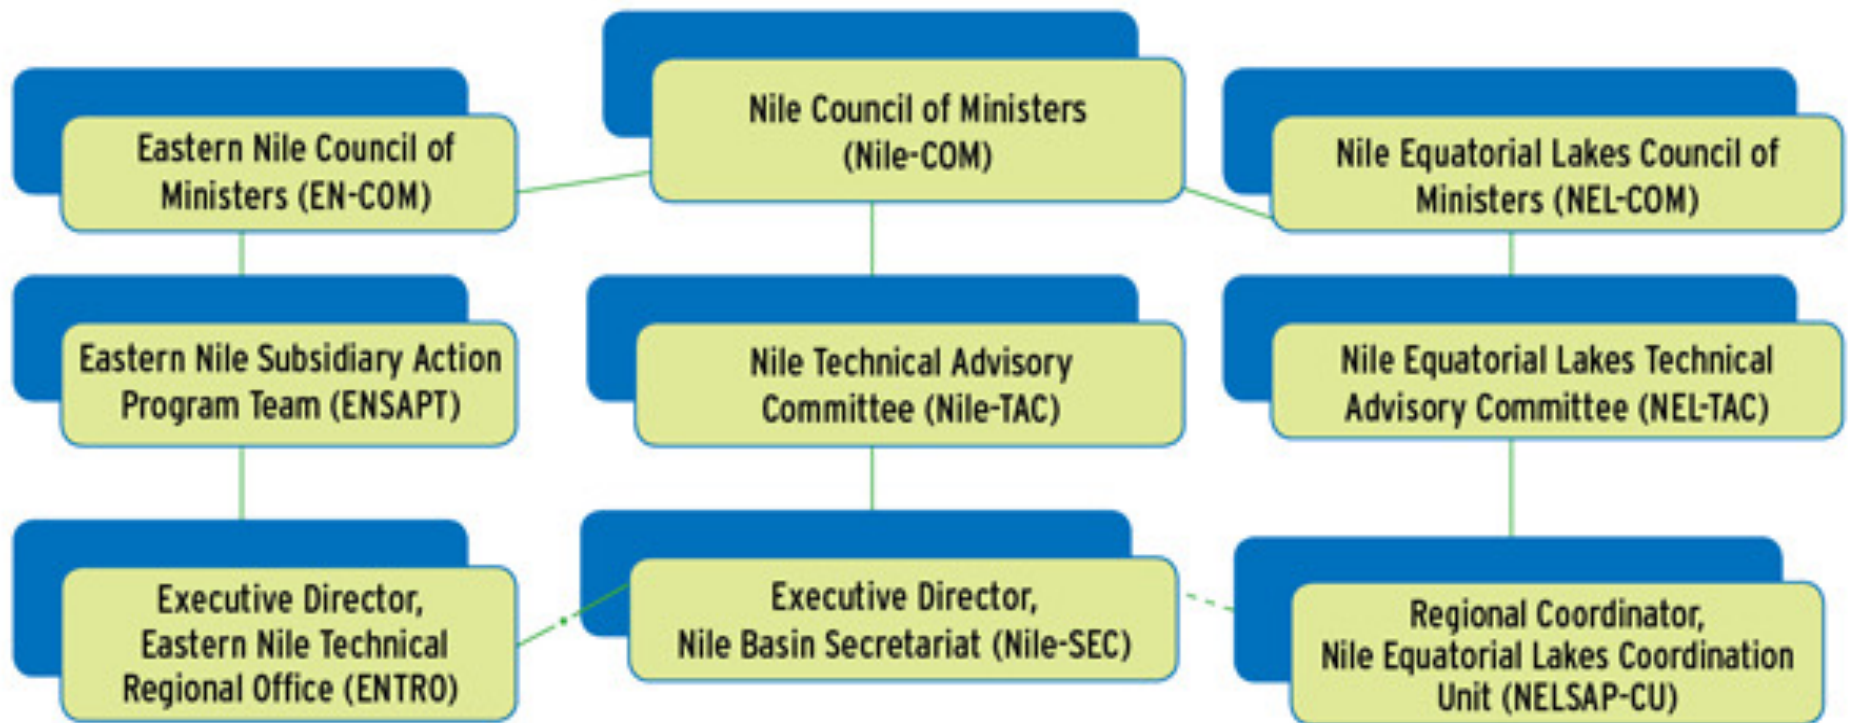 Nile Council of Ministers
(Nile-COM)
Eastern Nile Council of
Ministers (EN-COM)
Nile Equatorial Lakes Council of
Ministers (NEL-COM)
Eastern Nile Subsidiary Action
Program Team (ENSAPT)
Nile Technical Advisory
Committee (Nile-TAC)
Nile Equatorial Lakes Technical
Advisory Committee (NEL-TAC)
Executive Director,
Eastern Nile Technical
Regional Office (ENTRO)
Executive Director,
Nile Basin Secretariat (Nile-SEC)
Regional Coordinator,
Nile Equatorial Lakes Coordination
Unit (NELSAP-CU)